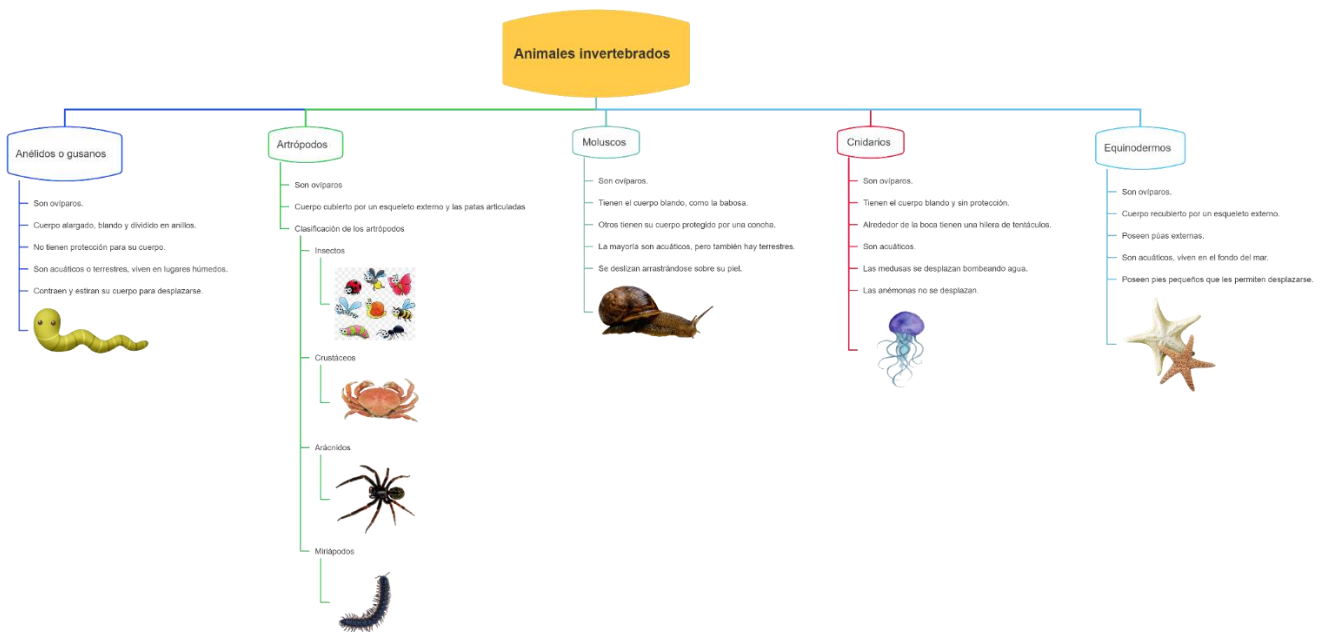 Animales invertebrados
Anélidos o gusanos
Son ovíparos.
Cuerpo alargado, blando y dividido en anillos.
No tienen protección para su cuerpo.
Son acuáticos o terrestres, viven en lugares húmedos.
Contraen y estiran su cuerpo para desplazarse.
Artrópodos
Son ovíparos
Cuerpo cubierto por un esqueleto externo y las patas articuladas
Clasificación de los artrópodos
Insectos
Crustáceos
Arácnidos
Miriápodos
Moluscos
Son ovíparos.
Tienen el cuerpo blando, como la babosa.
Otros tienen su cuerpo protegido por una concha.
La mayoría son acuáticos, pero también hay terrestres.
Se deslizan arrastrándose sobre su piel.
Cnidarios
Son ovíparos.
Tienen el cuerpo blando y sin protección.
Alrededor de la boca tienen una hilera de tentáculos.
Son acuáticos.
Las medusas se desplazan bombeando agua.
Las anémonas no se desplazan.
Equinodermos
Son ovíparos.
Cuerpo recubierto por un esqueleto externo.
Poseen púas externas.
Son acuáticos, viven en el fondo del mar.
Poseen pies pequeños que les permiten desplazarse.